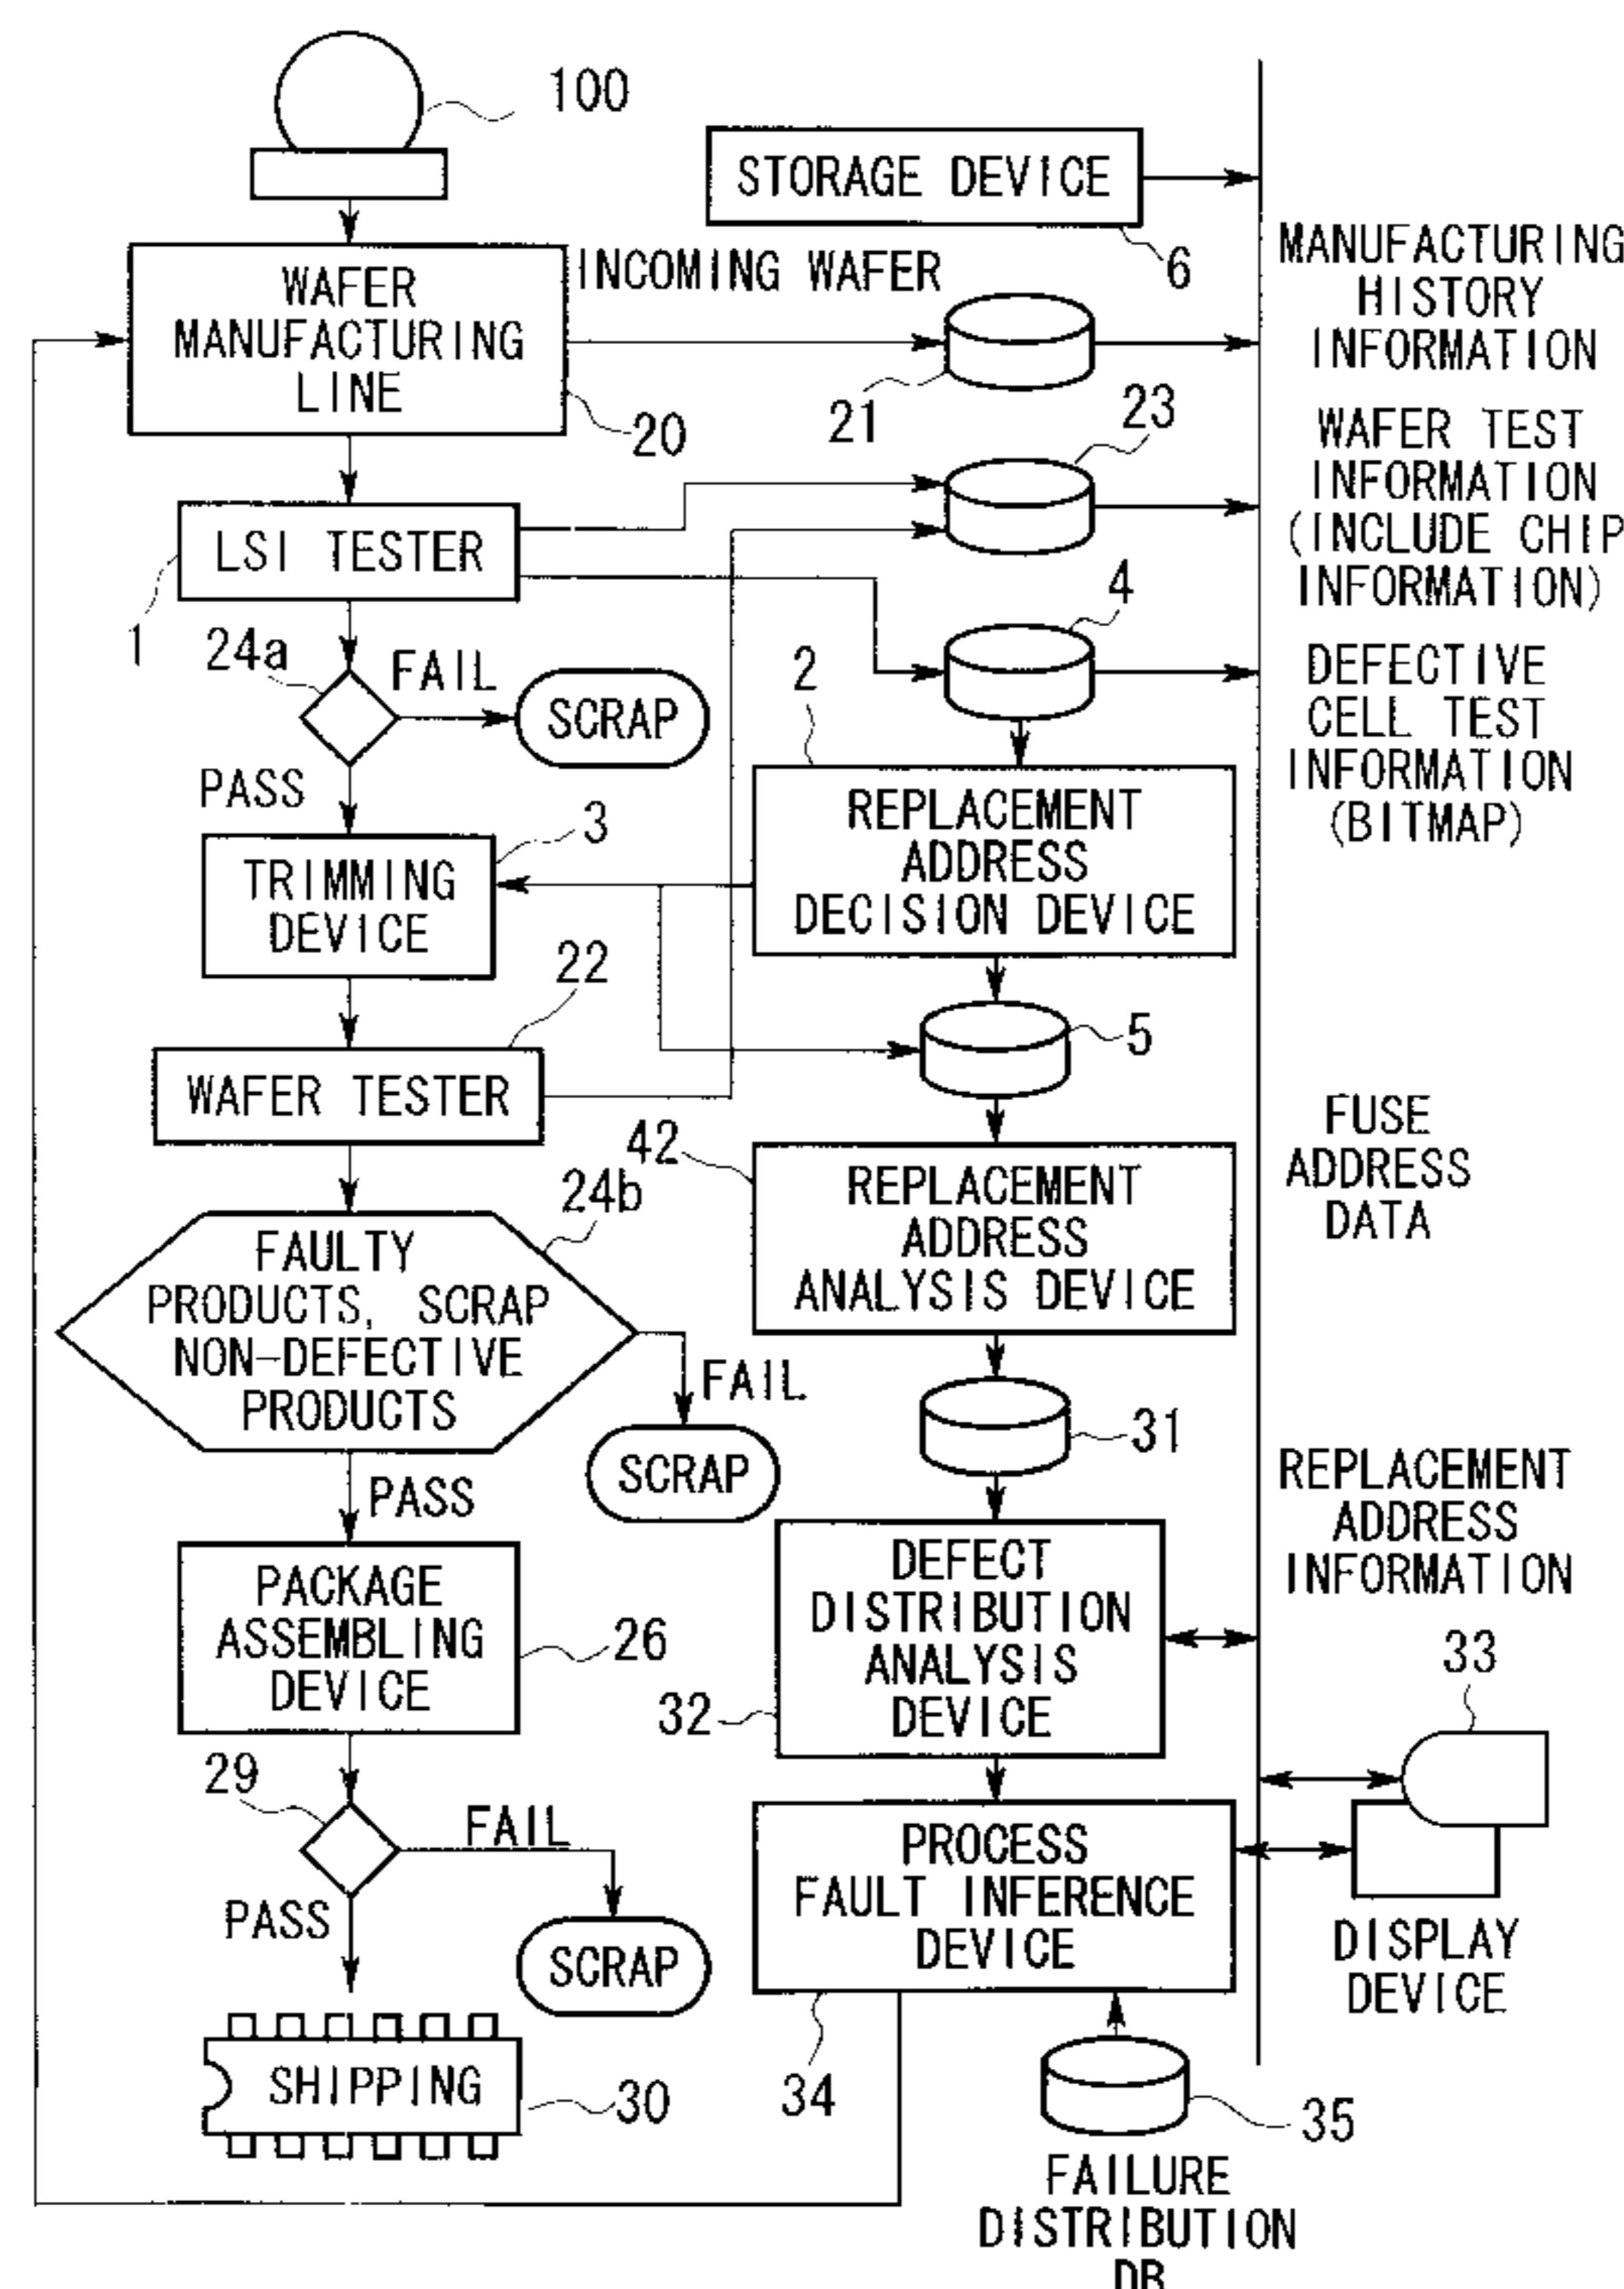 100
STORAGE DEVICE
6
INCOMING WAFER
WAFER
MANUFACTURING
LINE
20
21
MANUFACTURING
HISTORY
INFORMATION
23
WAFER TEST
INFORMATION
(INCLUDE CHIP
INFORMATION)
LSI TESTER
1
4
24a
FAIL
SCRAP
PASS
2
DEFECTIVE
CELL TEST
INFORMATION
(BITMAP)
3
TRIMMING
DEVICE
REPLACEMENT
ADDRESS
DECISION DEVICE
22
WAFER TESTER
5
FUSE
ADDRESS
DATA
42
REPLACEMENT
ADDRESS
ANALYSIS DEVICE
24b
FAULTY
PRODUCTS, SCRAP
NON-DEFECTIVE
PRODUCTS
FAIL
SCRAP
PASS
31
REPLACEMENT
ADDRESS
INFORMATION
PACKAGE
ASSEMBLING
DEVICE
26
DEFECT
DISTRIBUTION
ANALYSIS
DEVICE
32
33
29
FAIL
SCRAP
PASS
PROCESS
FAULT INFERENCE
DEVICE
34
DISPLAY
DEVICE
SHIPPING
30
35
FAILURE
DISTRIBUTION
DB